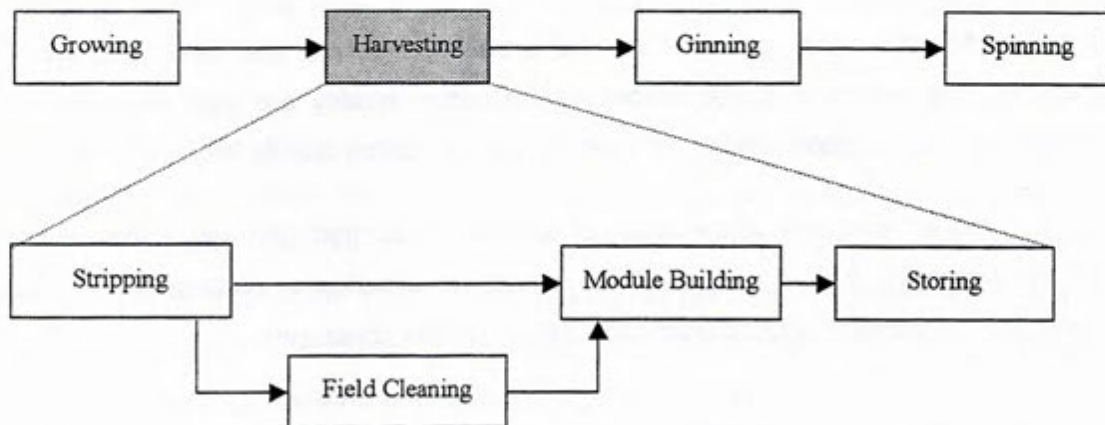 Growing
Harvesting
Ginning
Spinning
Stripping
Module Building
Storing
Field Cleaning